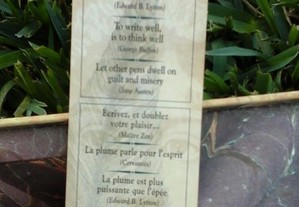 (Edward B. Lytton)
To write well,
is to think well
(George Buffon)
Let other pens dwell on
guilt and misery
(Jane Austen)
Ecrivez, et doublez
votre plaisir...
(Maître Zen)
La plume parle pour l'esprit
(Cervantès)
La plume est plus
puissante que l'épée.
(Edward B. Lytton)